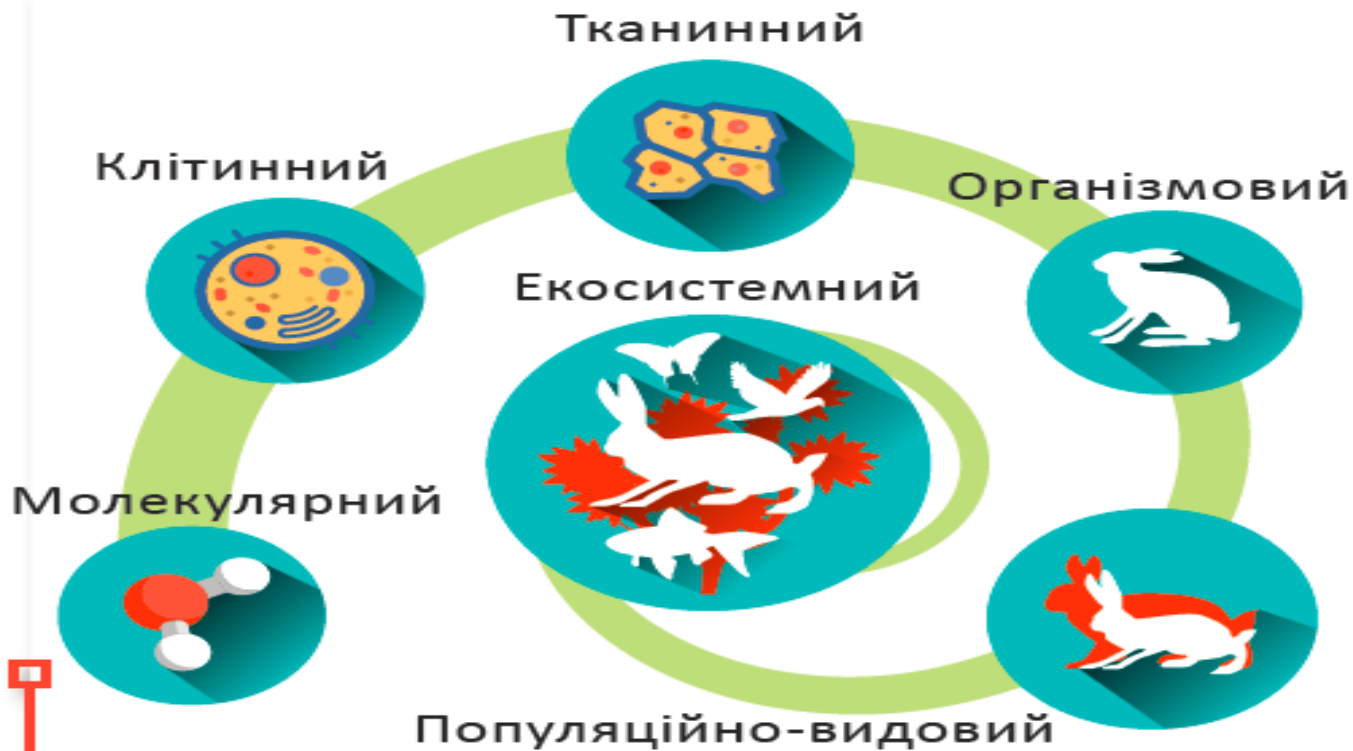 Тканинний
Клітинний
Організмовий
Екосистемний
Молекулярний
Популяційно-видовий